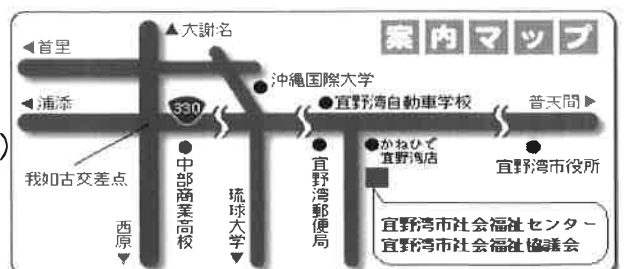 案内マップ
▲大謝名
◀首里
沖縄国際大学
◀浦添
330
宜野湾自動車学校
普天間▶
かねひで
宜野湾店
宜野湾市役所
我如古交差点
中部商業高校
琉球大学▼
宜野湾郵便局
西原▼
宜野湾市社会福祉センター
宜野湾市社会福祉協議会
)